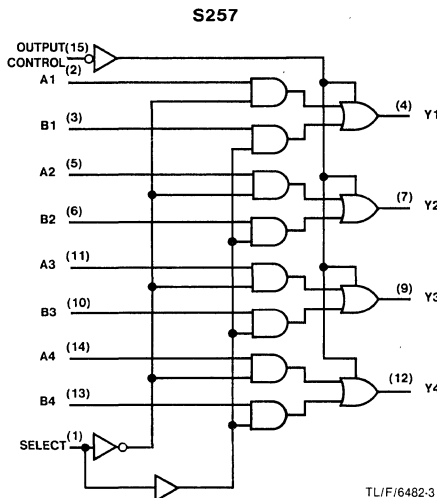 S257
OUTPUT (15)
CONTROL
(2)
A1
(4)
Y1
(3)
B1
(5)
A2
(7)
Y2
(6)
B2
(11)
A3
(9)
Y3
(10)
B3
(14)
A4
(12)
Y4
(13)
B4
SELECT (1)
TL/F/6482-3